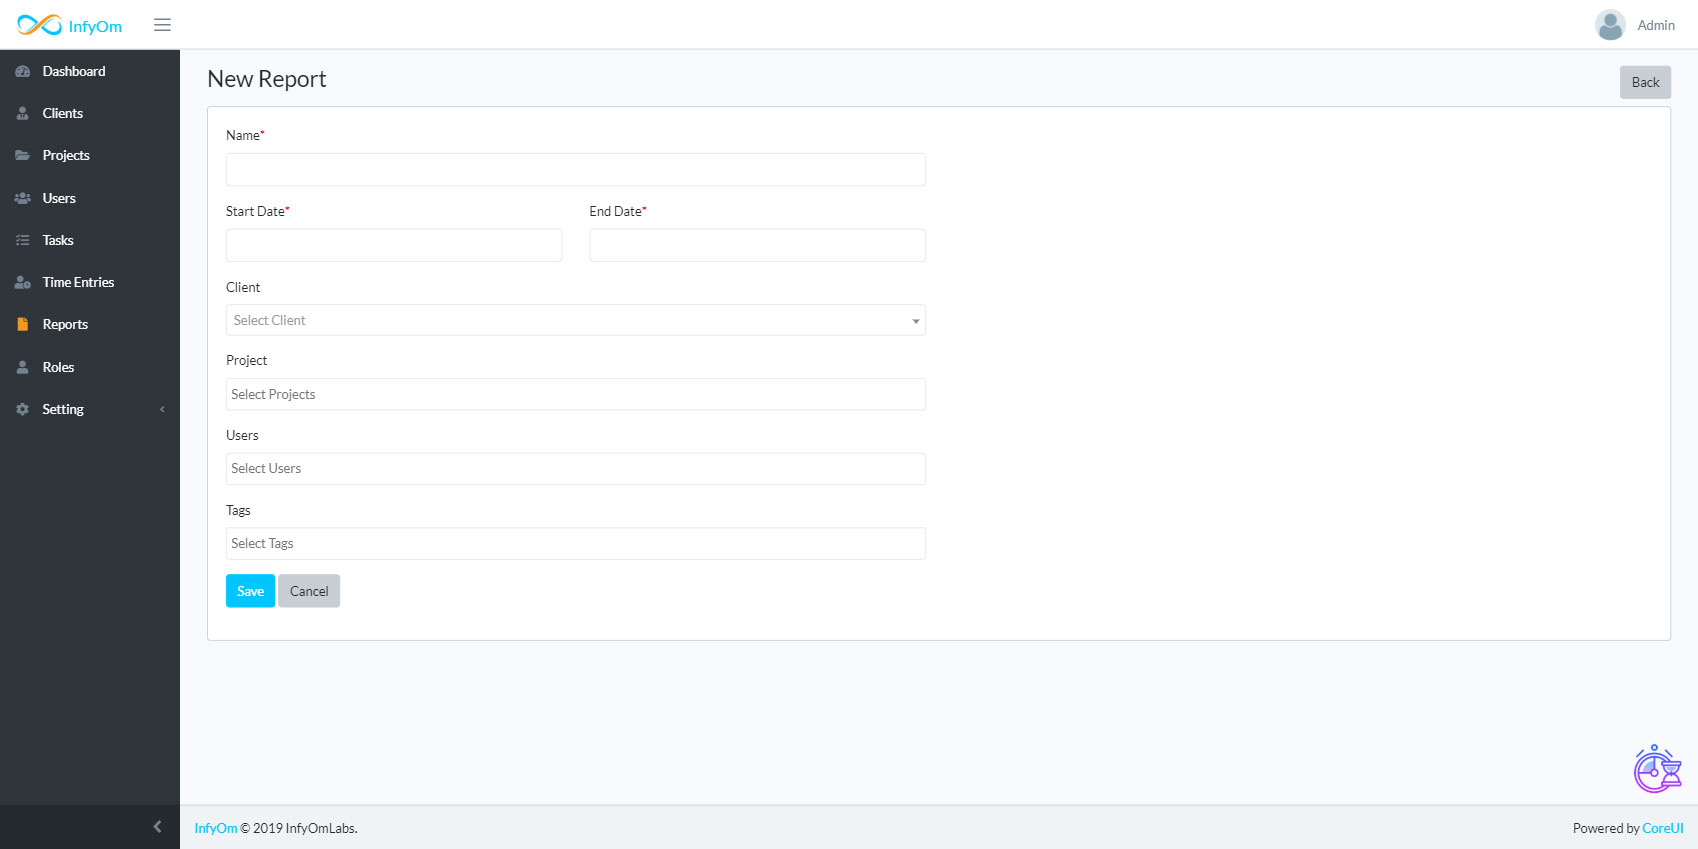 InfyOm
Admin
Dashboard
Clients
Projects
Users
Tasks
Time Entries
Reports
Roles
Setting
New Report
Back
Name*
Start Date* End Date*
Client
Select Client
Project
Select Projects
Users
Select Users
Tags
Select Tags
Save Cancel
InfyOm © 2019 InfyOmLabs.
Powered by CoreUI